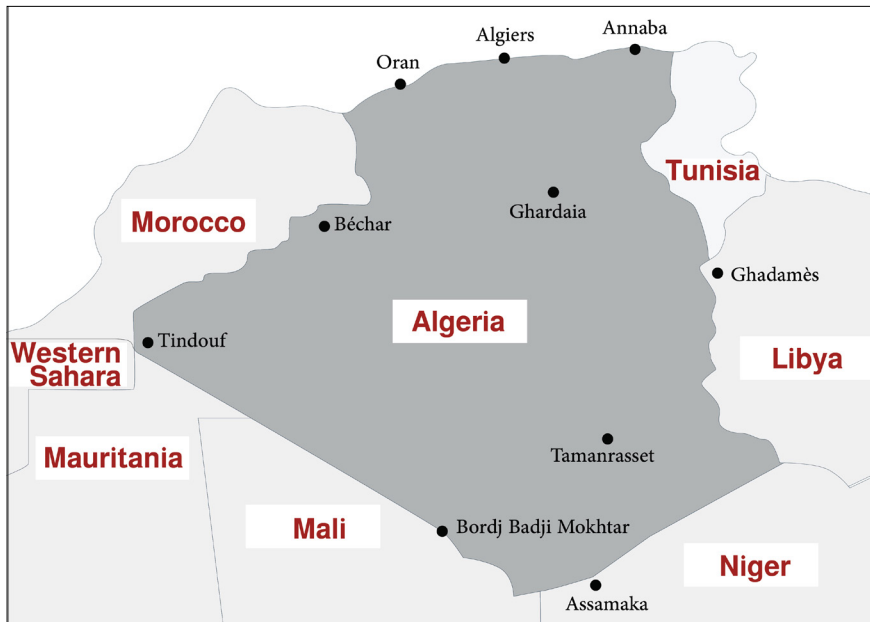 Annaba
Algiers
Oran
Tunisia
Ghardaia
Morocco
Béchar
Ghadamès
Algeria
Tindouf
Western
Sahara
Libya
Mauritania
Tamanrasset
Mali
Bordj Badji Mokhtar
Niger
Assamaka